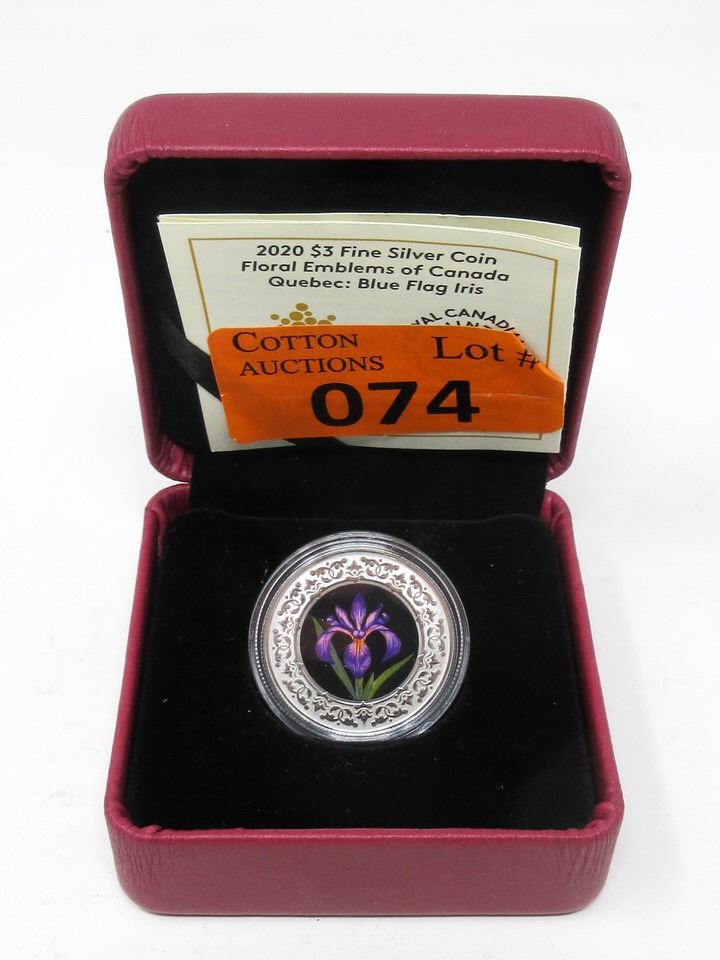 2020 $3 Fine Silver Coin
Floral Emblems of Canada
Quebec: Blue Flag Iris
COTTON
AUCTIONS
Lot #
074